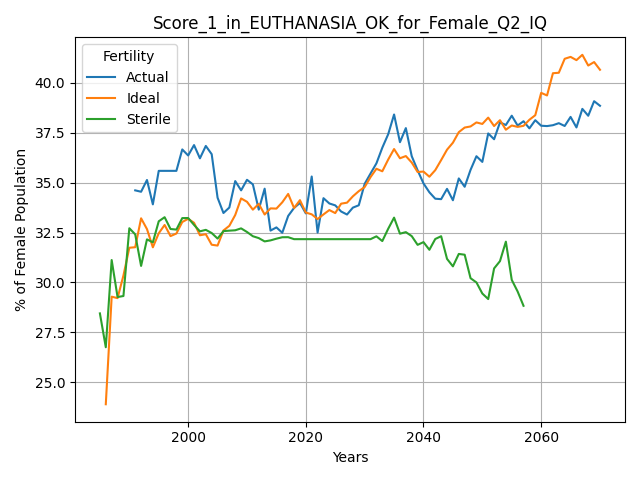 Score_1_in_EUTHANASIA_OK_for_Female_Q2_IQ
Fertility
Actual
Ideal
Sterile
% of Female Population
40.0
37.5
35.0
32.5
30.0
27.5
25.0
2000
2020
2040
2060
Years